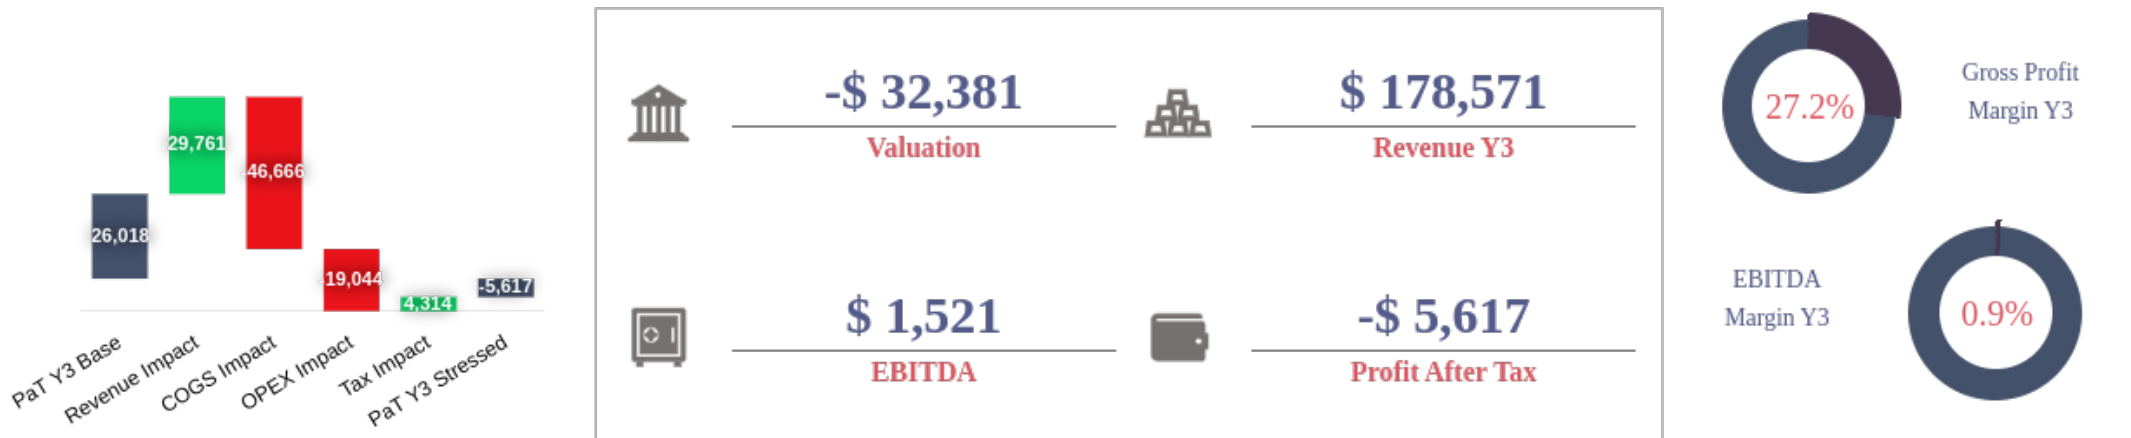 29,761
-46,666
26,018
-19,044
4,314
-5,617
PaT Y3 Base
Revenue Impact
COGS Impact
OPEX Impact
Tax Impact
PaT Y3 Stressed
-$ 32,381
Valuation
$ 178,571
Revenue Y3
$ 1,521
EBITDA
-$ 5,617
Profit After Tax
27.2%
Gross Profit
Margin Y3
EBITDA
Margin Y3
0.9%